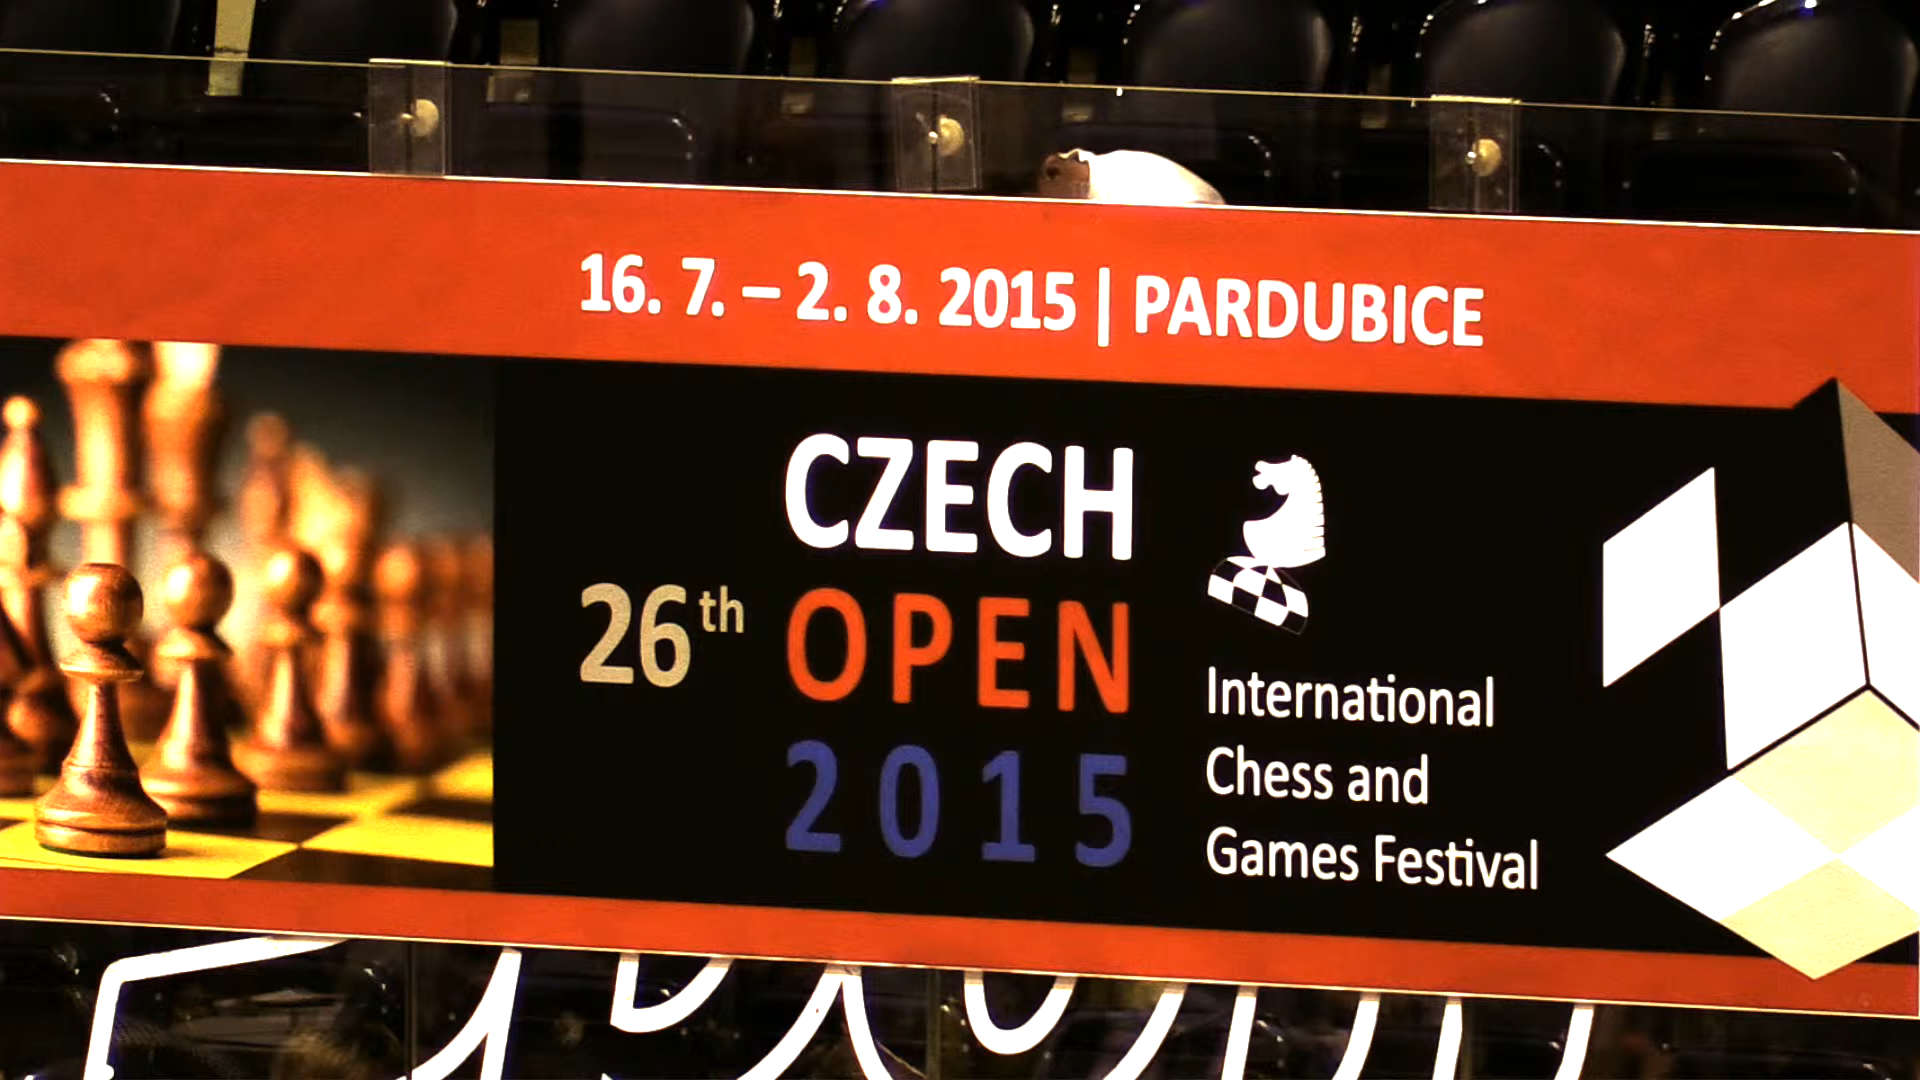 16. 7. – 2. 8. 2015 | PARDUBICE
CZECH
26th OPEN
2015
International
Chess and
Games Festival